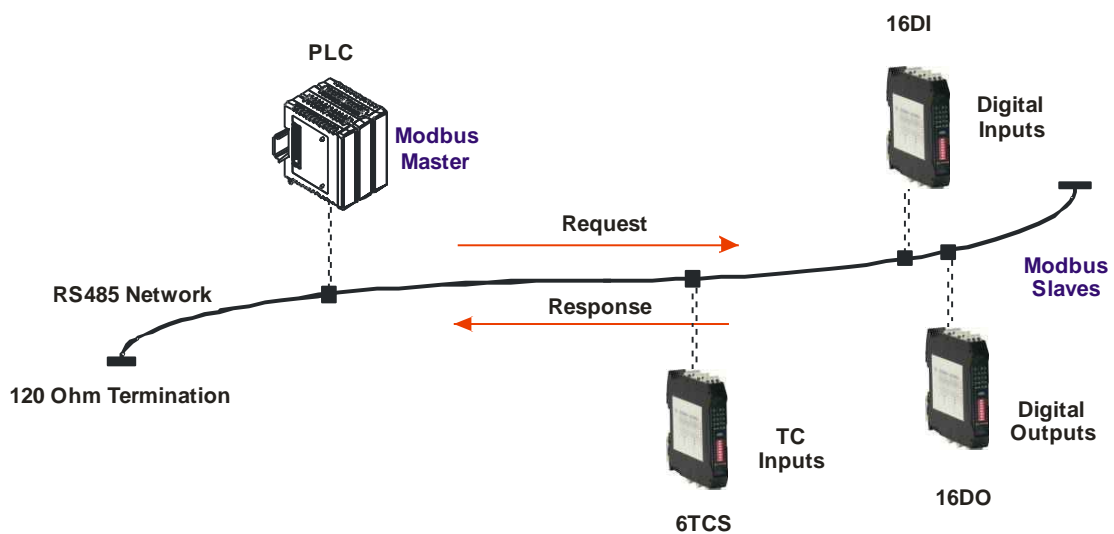 16DI
PLC
Digital
Inputs
Modbus
Master
Request
Modbus
Slaves
RS485 Network
Response
120 Ohm Termination
TC
Inputs
Digital
Outputs
16DO
6TCS